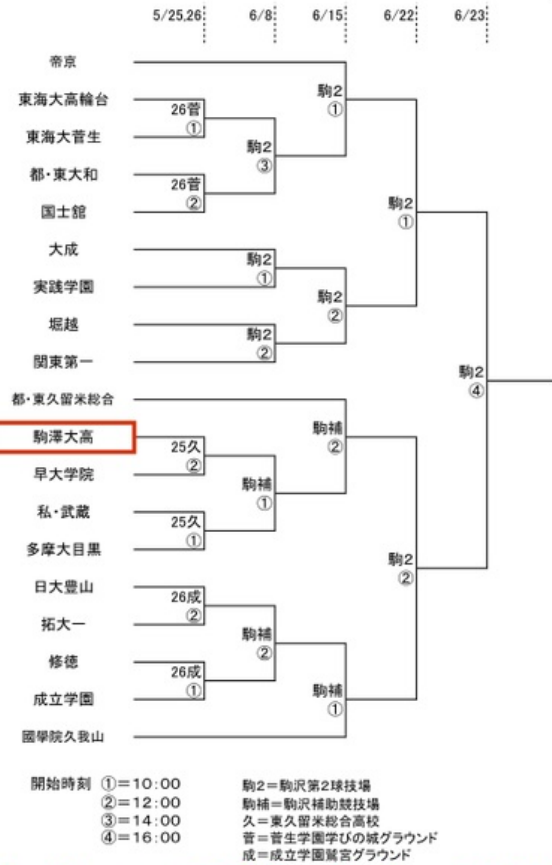 5/25,26 6/8 6/15 6/22 6/23
帝京
駒2
①
東海大高輪台
26菅
①
東海大菅生
駒2
③
都・東大和
26菅
②
国士舘
駒2
①
大成
駒2
①
実践学園
駒2
②
堀越
駒2
②
関東第一
駒2
④
都・東久留米総合
駒澤大高
駒補
②
25久
②
早大学院
駒補
①
私・武蔵
25久
①
多摩大目黒
駒2
②
日大豊山
26成
②
拓大一
駒補
②
修徳
26成
①
成立学園
駒補
①
國學院久我山
開始時刻 ①=10:00
②=12:00
③=14:00
④=16:00
駒2=駒沢第2球技場
駒補=駒沢補助競技場
久=東久留米総合高校
菅=菅生学園学びの城グラウンド
成=成立学園鷲宮グラウンド